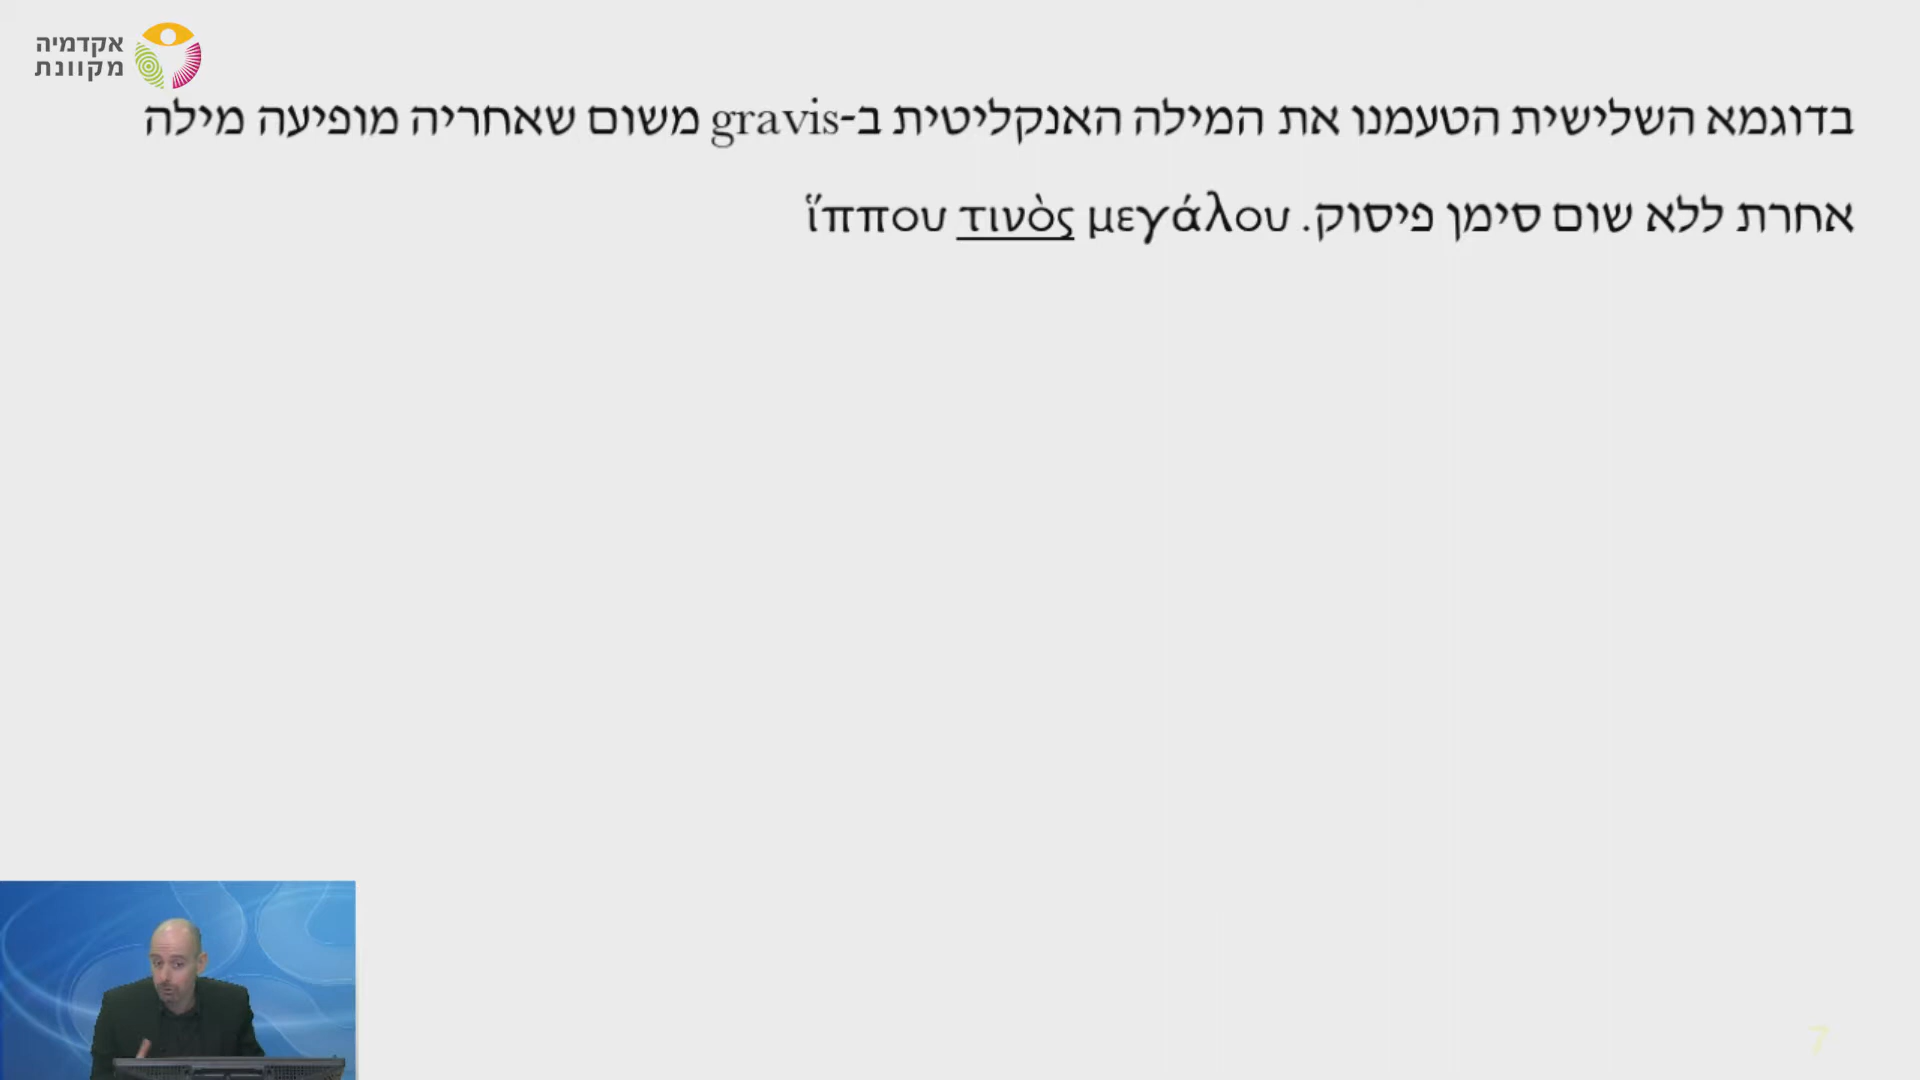 אקדמיה
מקוונת
בדוגמא השלישית הטעמנו את המילה האנקליטית ב-gravis משום שאחריה מופיעה מילה
אחרת ללא שום סימן פיסוק. ἵππου τινὸς μεγάλου
7